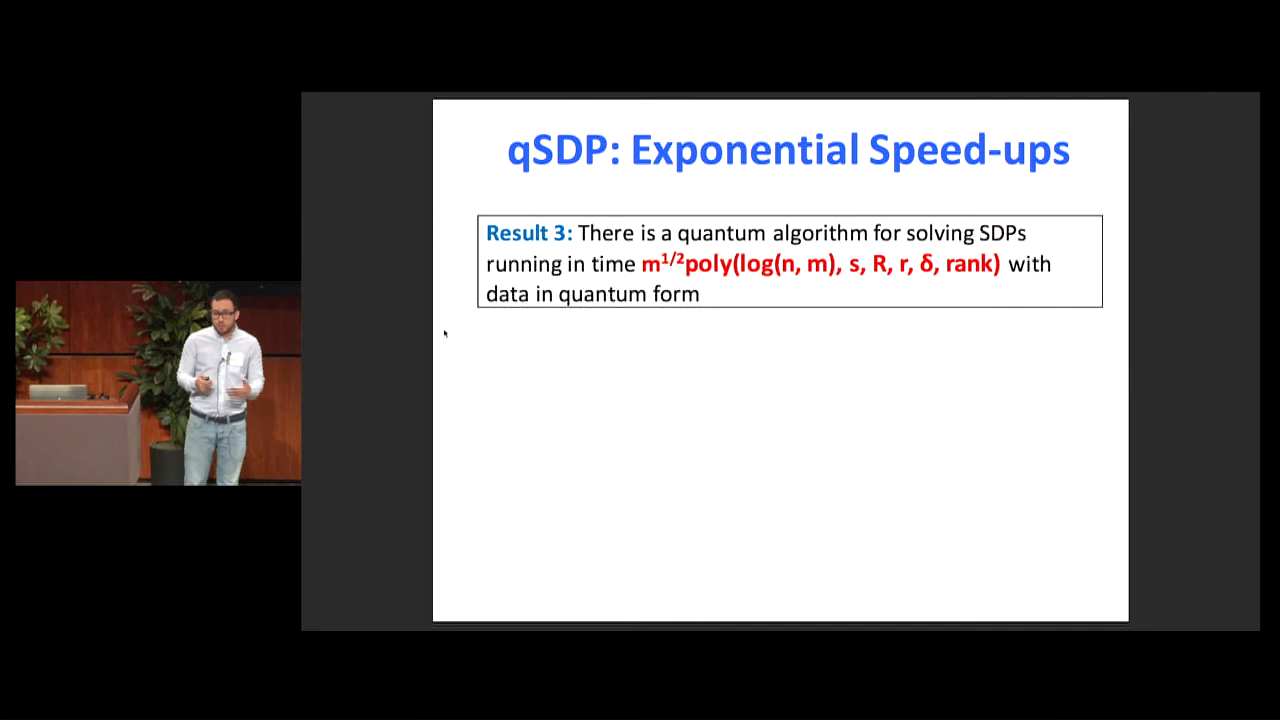 qSDP: Exponential Speed-ups
Result 3: There is a quantum algorithm for solving SDPs
running in time m^1/2poly(log(n, m), s, R, r, δ, rank) with
data in quantum form